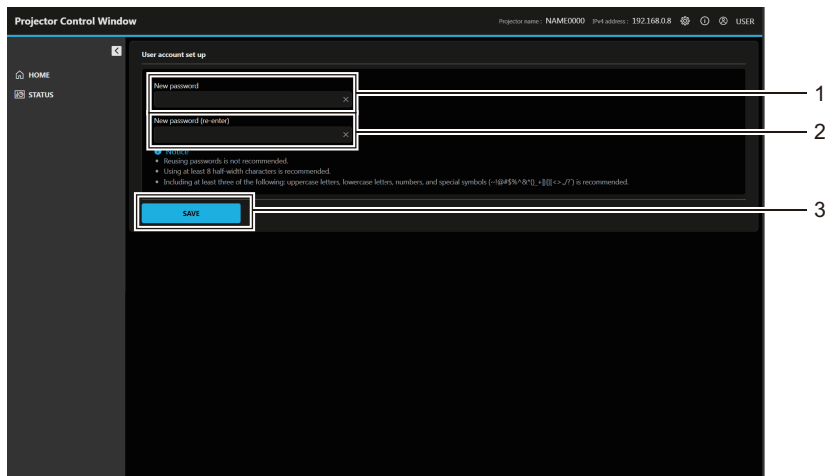 Projector Control Window
Projector name : NAME0000 IPv4 address : 192.168.0.8 USER
User account set up
HOME
STATUS
New password
1
New password (re-enter)
2
Notice
• Reusing passwords is not recommended.
• Using at least 8 half-width characters is recommended.
• Including at least three of the following: uppercase letters, lowercase letters, numbers, and special symbols is recommended.
SAVE
3